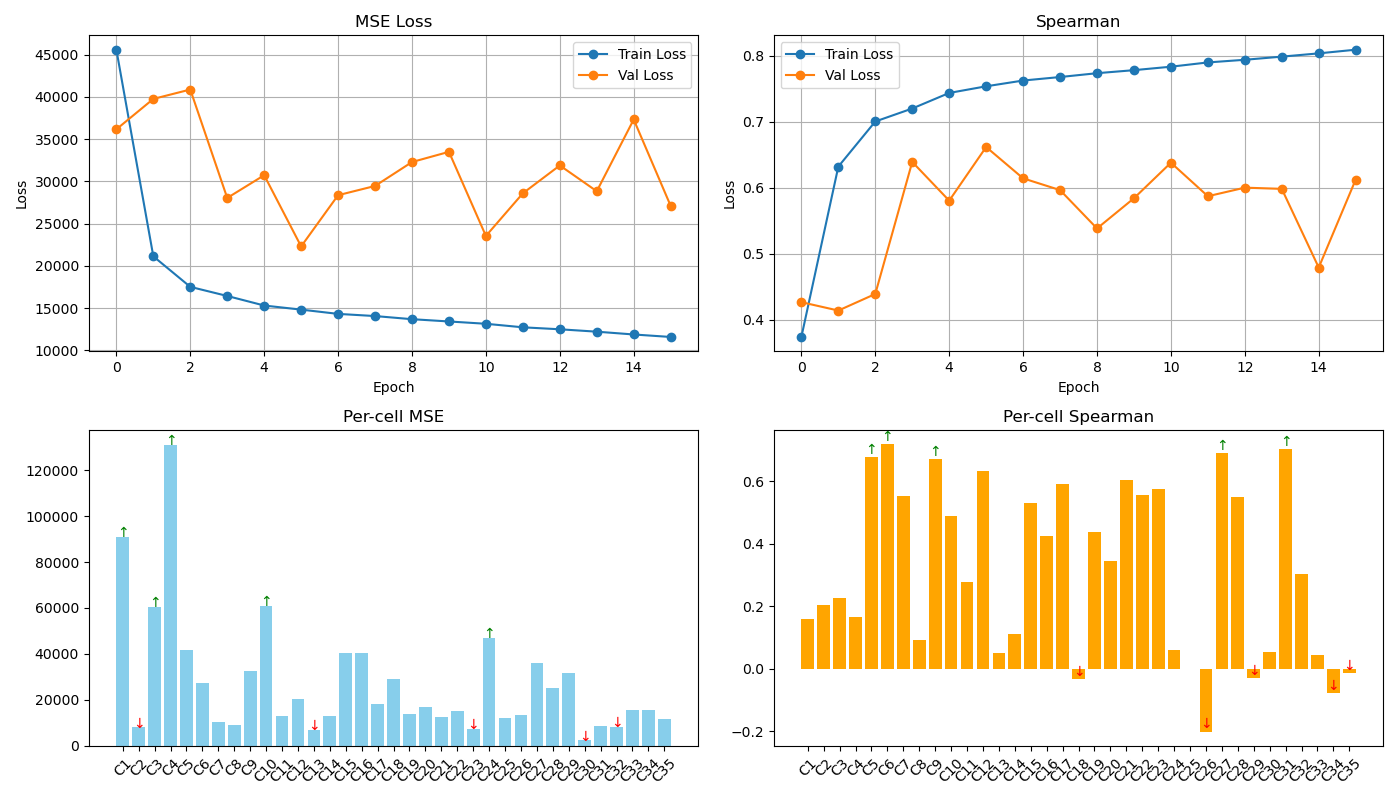 MSE Loss
45000
40000
35000
30000
25000
20000
15000
10000
Loss
0 2 4 6 8 10 12 14
Epoch
Train Loss
Val Loss
Spearman
0.8
0.7
0.6
0.5
0.4
Loss
0 2 4 6 8 10 12 14
Epoch
Train Loss
Val Loss
Per-cell MSE
120000
100000
80000
60000
40000
20000
0
↑ ↓ ↑ ↑ ↑ ↓ ↓ ↑ ↓ ↓
C1 C2 C3 C4 C5 C6 C7 C8 C9 C10 C11 C12 C13 C14 C15 C16 C17 C18 C19 C20 C21 C22 C23 C24 C25 C26 C27 C28 C29 C30 C31 C32 C33 C34 C35
Per-cell Spearman
0.6
0.4
0.2
0.0
−0.2
↑ ↑ ↑ ↓ ↓ ↑ ↓ ↑ ↓ ↓
C1 C2 C3 C4 C5 C6 C7 C8 C9 C10 C11 C12 C13 C14 C15 C16 C17 C18 C19 C20 C21 C22 C23 C24 C25 C26 C27 C28 C29 C30 C31 C32 C33 C34 C35